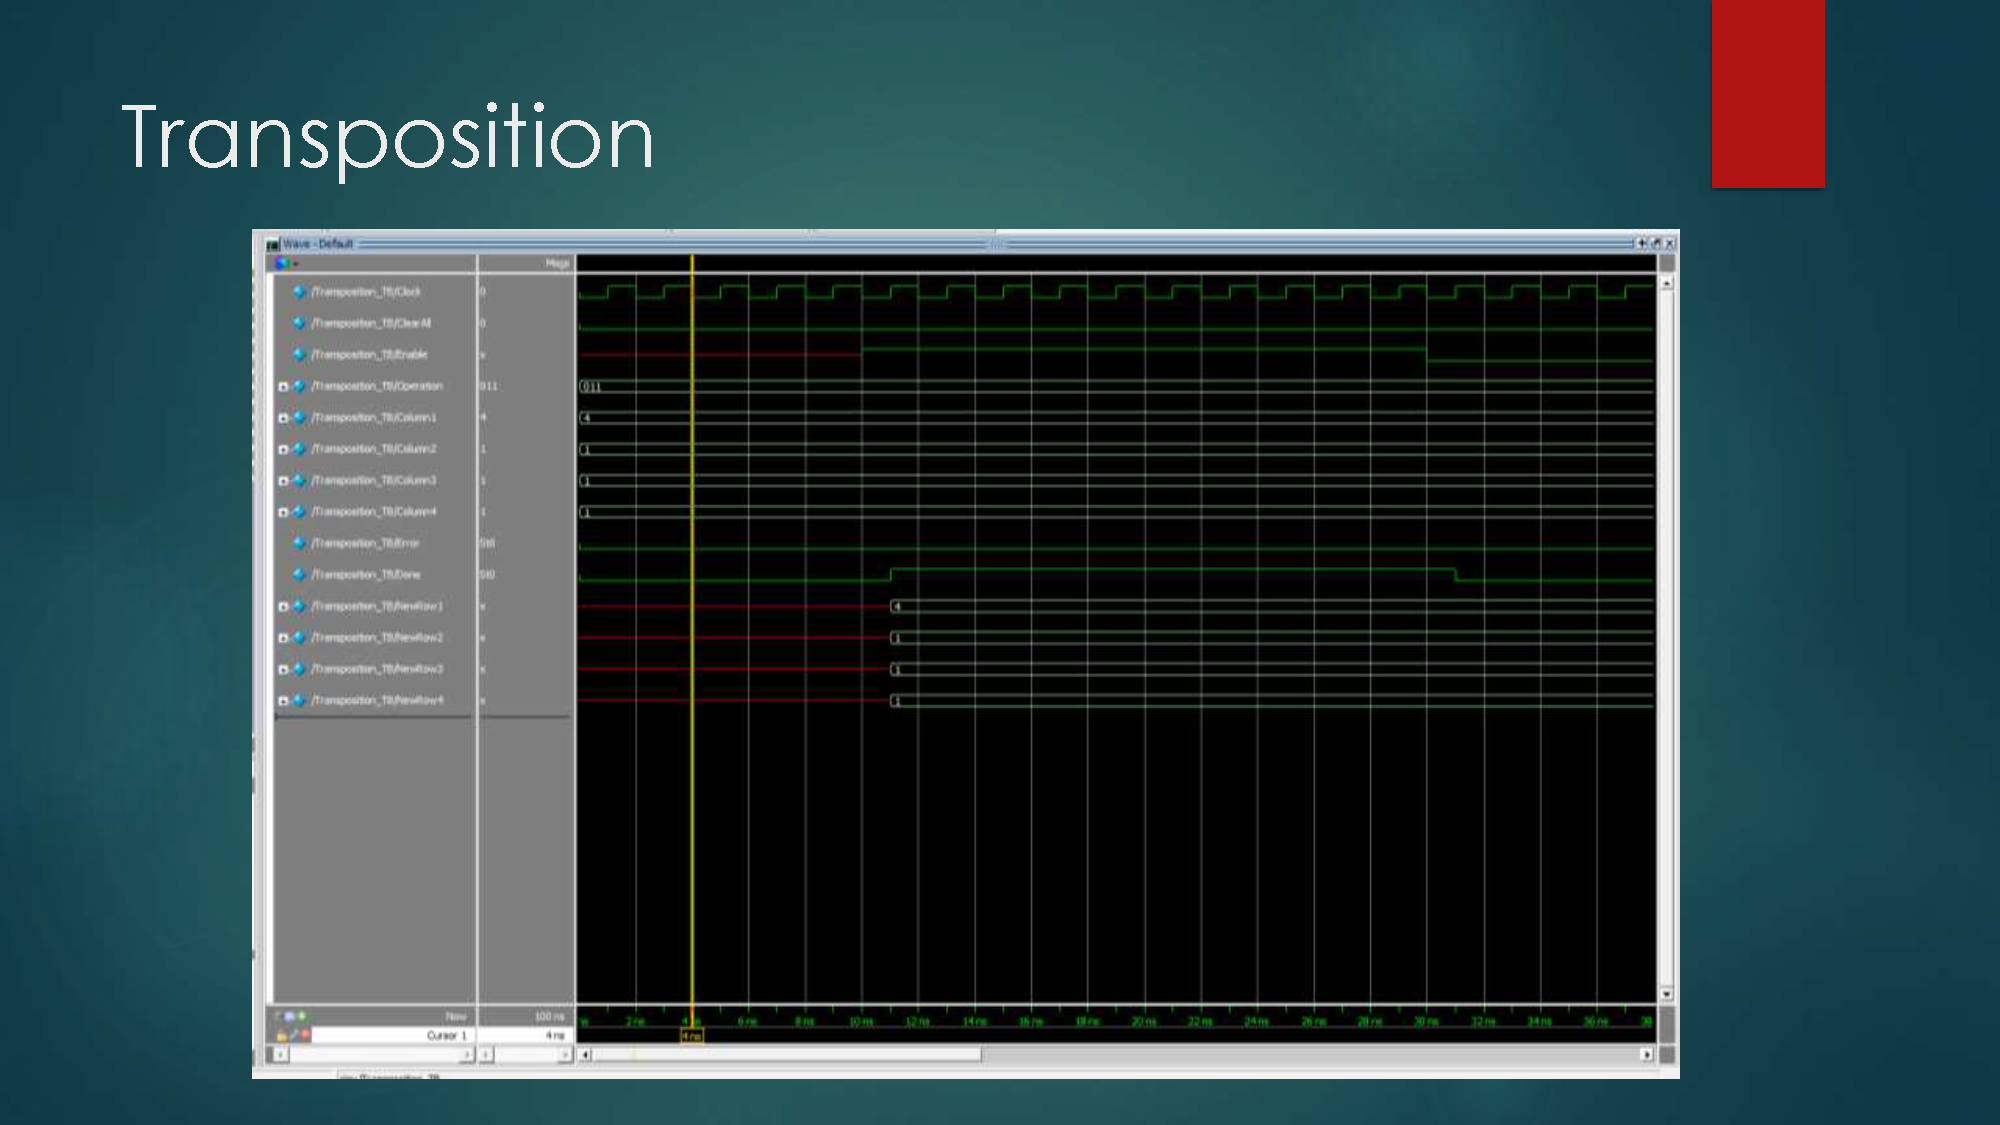 Transposition
Wave - Default
Msgs
/Transposition_TB/Clock 0
/Transposition_TB/ClearAll 0
/Transposition_TB/Enable x
/Transposition_TB/Operation 011 011
/Transposition_TB/Column1 4 4
/Transposition_TB/Column2 1 1
/Transposition_TB/Column3 1 1
/Transposition_TB/Column4 1 1
/Transposition_TB/Error St0
/Transposition_TB/Done St0
/Transposition_TB/NewRow1 x 4
/Transposition_TB/NewRow2 x 1
/Transposition_TB/NewRow3 x 1
/Transposition_TB/NewRow4 x 1
Now 100 ns 2 ns 4 ns 6 ns 8 ns 10 ns 12 ns 14 ns 16 ns 18 ns 20 ns 22 ns 24 ns 26 ns 28 ns 30 ns 32 ns 34 ns 36 ns 38
Cursor 1 4 ns 4 ns